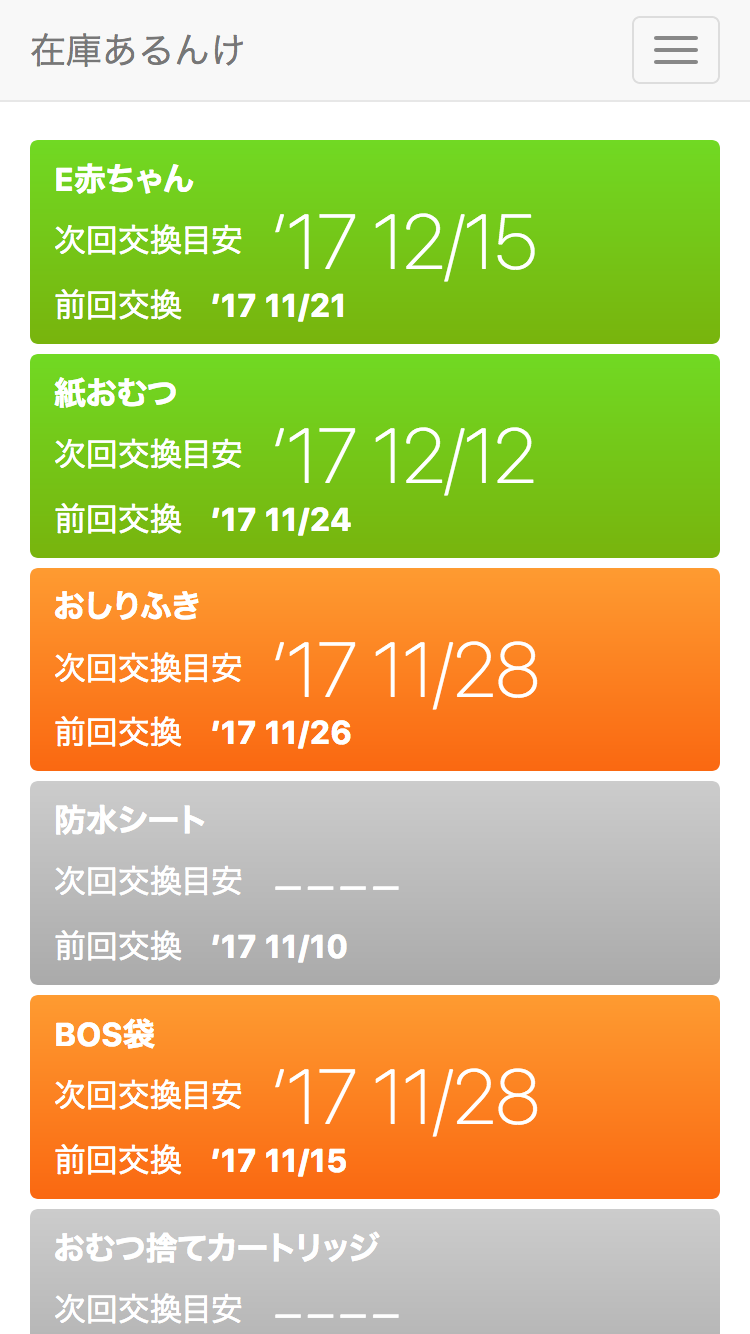 在庫あるんけ
E赤ちゃん
次回交換目安 ’17 12/15
前回交換 ’17 11/21
紙おむつ
次回交換目安 ’17 12/12
前回交換 ’17 11/24
おしりふき
次回交換目安 ’17 11/28
前回交換 ’17 11/26
防水シート
次回交換目安 ––––
前回交換 ’17 11/10
BOS袋
次回交換目安 ’17 11/28
前回交換 ’17 11/15
おむつ捨てカートリッジ
次回交換目安 ––––